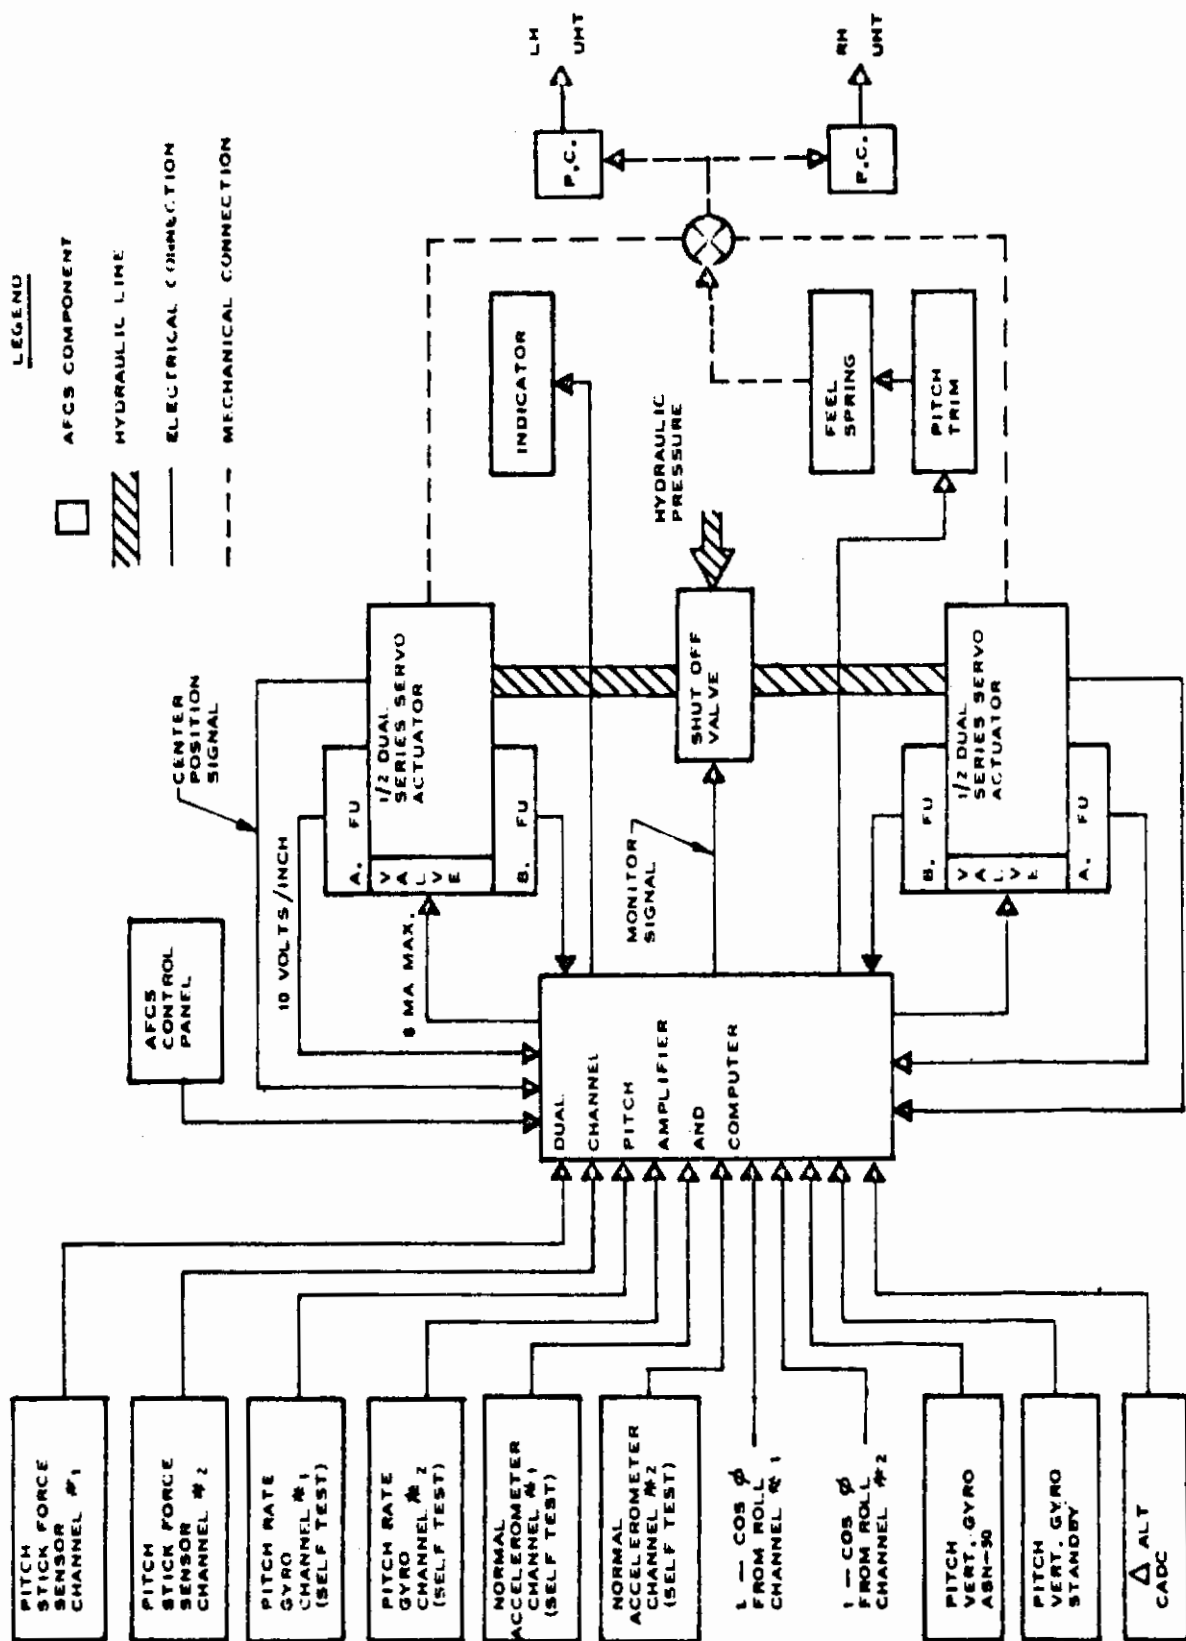 LEGEND
AFCS COMPONENT
HYDRAULIC LINE
ELECTRICAL CONNECTION
MECHANICAL CONNECTION
PITCH
STICK FORCE
SENSOR
CHANNEL #1
PITCH
STICK FORCE
SENSOR
CHANNEL #2
PITCH RATE
GYRO
CHANNEL #1
(SELF TEST)
PITCH RATE
GYRO
CHANNEL #2
(SELF TEST)
NORMAL
ACCELEROMETER
CHANNEL #1
(SELF TEST)
NORMAL
ACCELEROMETER
CHANNEL #2
(SELF TEST)
1 — COS Ø
FROM ROLL
CHANNEL #1
1 — COS Ø
FROM ROLL
CHANNEL #2
PITCH
VERT. GYRO
ASN-50
PITCH
VERT. GYRO
STANDBY
Δ ALT
CADC
AFCS
CONTROL
PANEL
DUAL
CHANNEL
PITCH
AMPLIFIER
AND
COMPUTER
CENTER
POSITION
SIGNAL
10 VOLTS/INCH
8 MA MAX.
A. FU
VALVE
B. FU
1/2 DUAL
SERIES SERVO
ACTUATOR
MONITOR
SIGNAL
SHUT OFF
VALVE
HYDRAULIC
PRESSURE
B. FU
VALVE
A. FU
1/2 DUAL
SERIES SERVO
ACTUATOR
INDICATOR
FEEL
SPRING
PITCH
TRIM
P.C.
LH
UHT
P.C.
RH
UHT